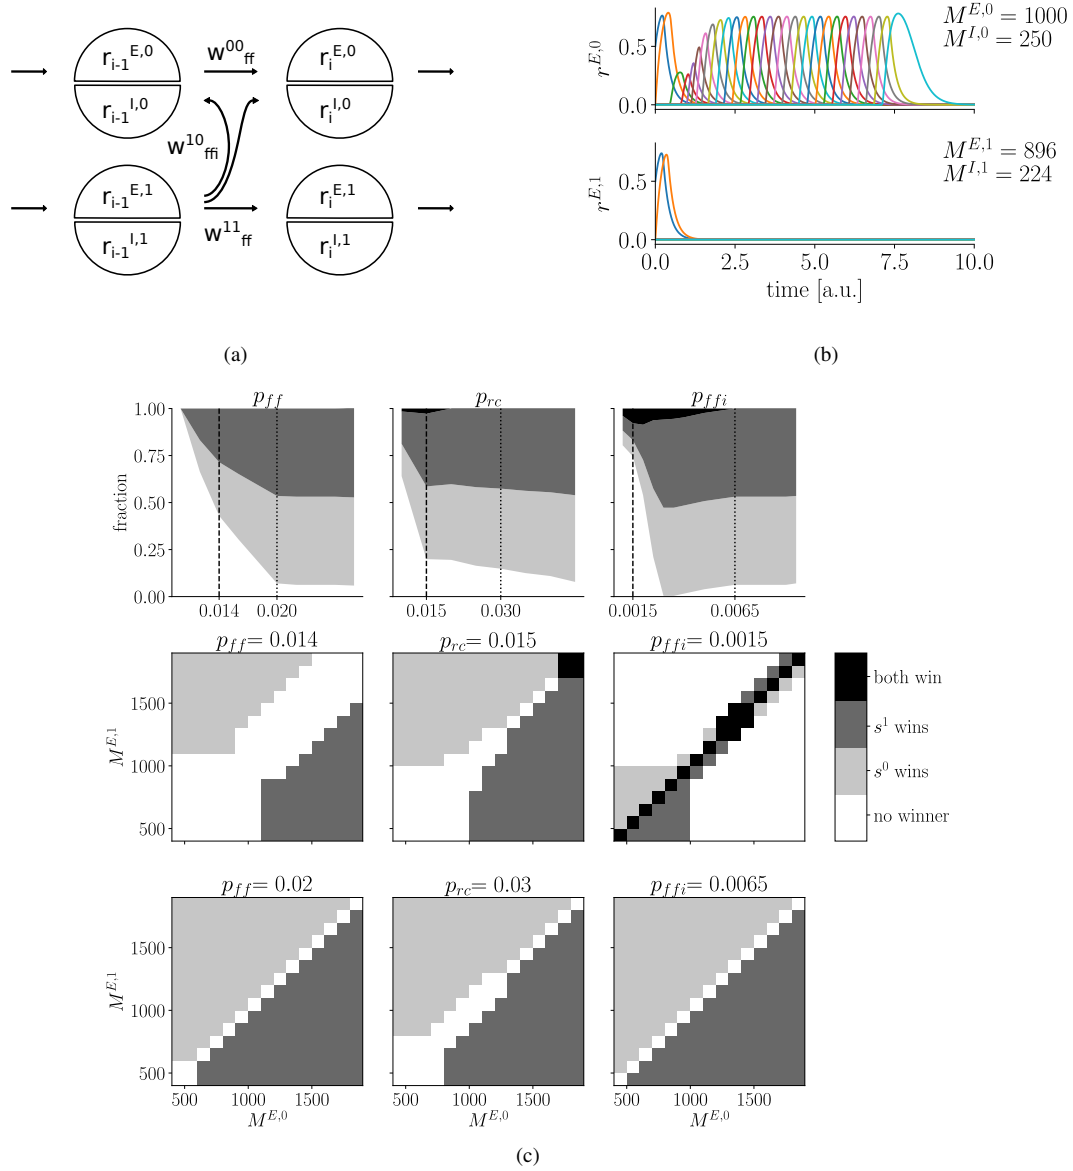 r_{i-1}^{E,0} w^{00}_{ff} r_i^{E,0}
r_{i-1}^{I,0} r_i^{I,0}
w^{10}_{ffi}
r_{i-1}^{E,1} r_i^{E,1}
w^{11}_{ff}
r_{i-1}^{I,1} r_i^{I,1}
(a)
r^{E,0}
0.5
0.0
M^{E,0} = 1000
M^{I,0} = 250
r^{E,1}
0.5
0.0
M^{E,1} = 896
M^{I,1} = 224
0.0 2.5 5.0 7.5 10.0
time [a.u.]
(b)
p_{ff} p_{rc} p_{ffi}
fraction
1.00
0.75
0.50
0.25
0.00
0.014 0.020 0.015 0.030 0.0015 0.0065
p_{ff}= 0.014 p_{rc}= 0.015 p_{ffi}= 0.0015
M^{E,1}
1500
1000
500
both win
s^1 wins
s^0 wins
no winner
p_{ff}= 0.02 p_{rc}= 0.03 p_{ffi}= 0.0065
M^{E,1}
1500
1000
500
500 1000 1500 500 1000 1500 500 1000 1500
M^{E,0} M^{E,0} M^{E,0}
(c)